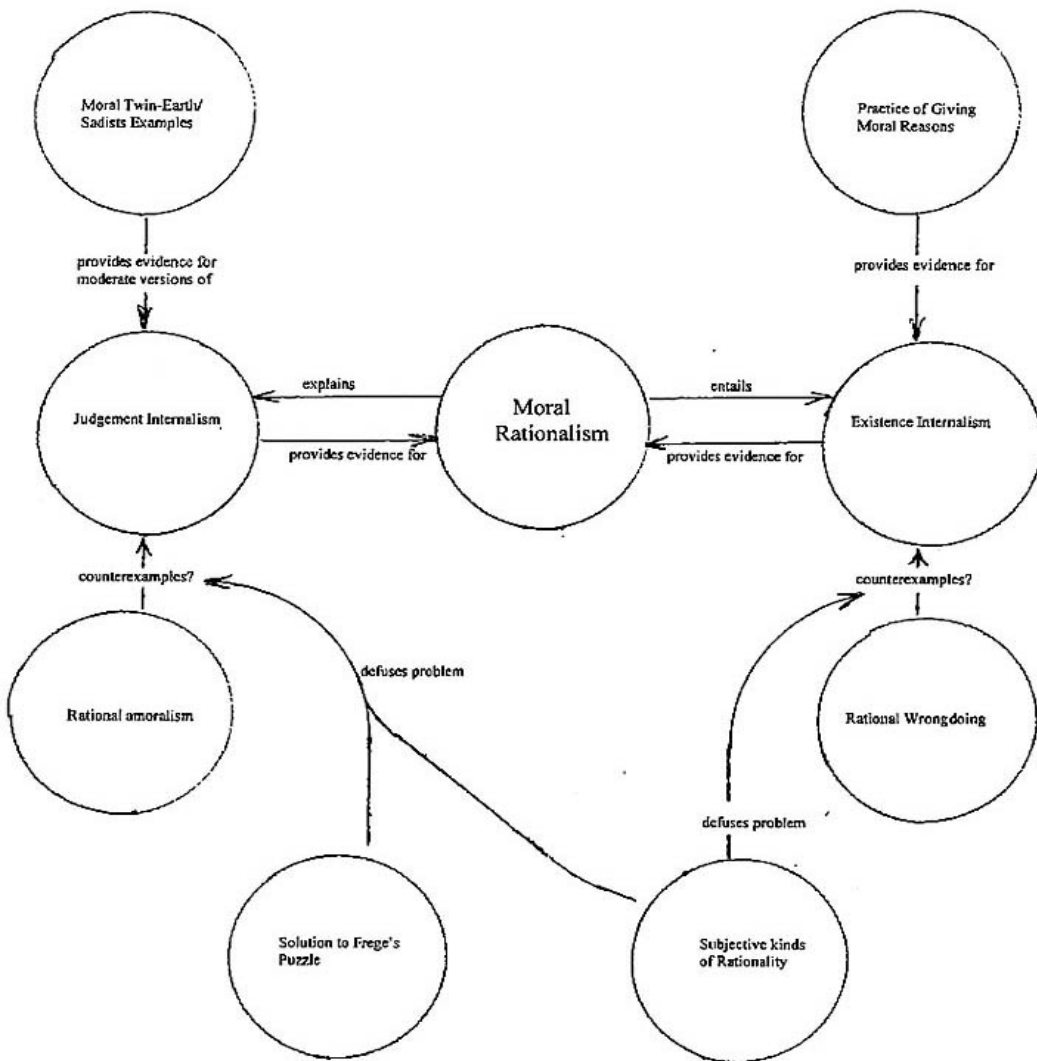 Moral Twin-Earth/
Sadists Examples
Practice of Giving
Moral Reasons
provides evidence for
moderate versions of
provides evidence for
explains
entails
Judgement Internalism
Moral
Rationalism
Existence Internalism
provides evidence for
provides evidence for
counterexamples?
counterexamples?
defuses problem
Rational amoralism
Rational Wrongdoing
defuses problem
Solution to Frege's
Puzzle
Subjective kinds
of Rationality